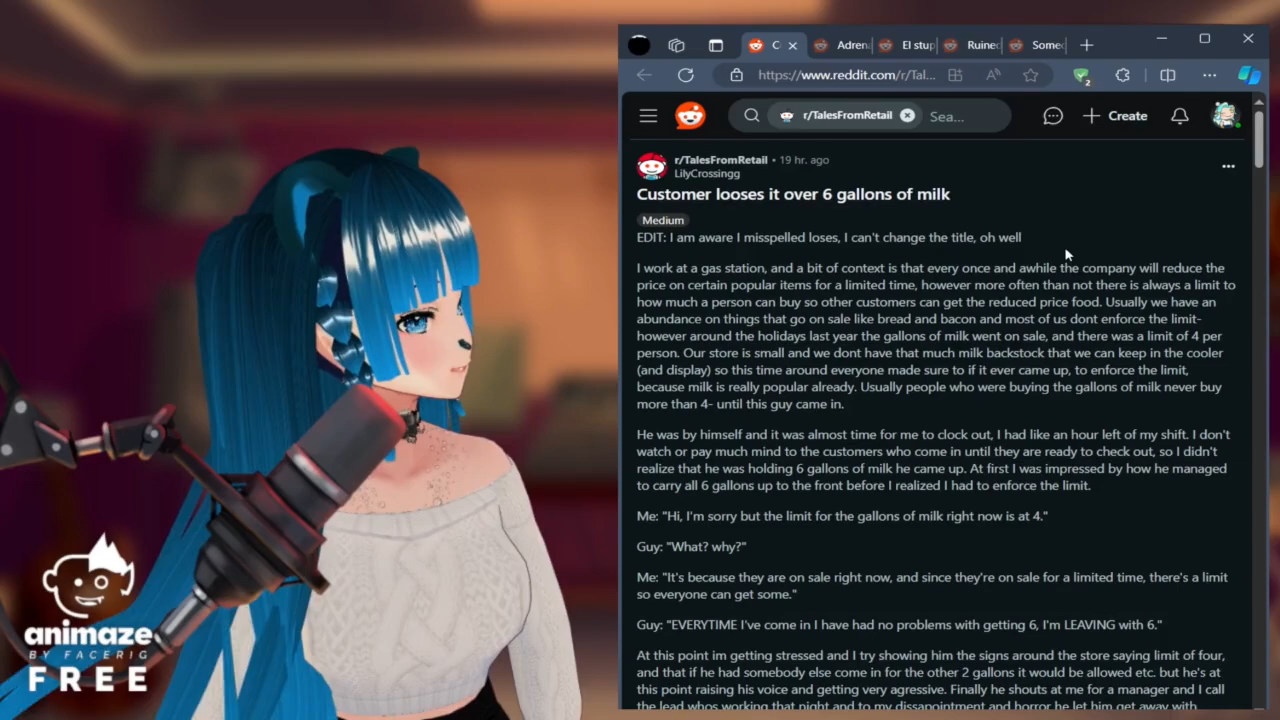 C
Adren
El stup
Ruine
Some
https://www.reddit.com/r/Tal...
2
r/TalesFromRetail
Sea...
Create
r/TalesFromRetail • 19 hr. ago
LilyCrossingg
Customer looses it over 6 gallons of milk
Medium
EDIT: I am aware I misspelled loses, I can't change the title, oh well
I work at a gas station, and a bit of context is that every once and awhile the company will reduce the
price on certain popular items for a limited time, however more often than not there is always a limit to
how much a person can buy so other customers can get the reduced price food. Usually we have an
abundance on things that go on sale like bread and bacon and most of us dont enforce the limit-
however around the holidays last year the gallons of milk went on sale, and there was a limit of 4 per
person. Our store is small and we dont have that much milk backstock that we can keep in the cooler
(and display) so this time around everyone made sure to if it ever came up, to enforce the limit,
because milk is really popular already. Usually people who were buying the gallons of milk never buy
more than 4- until this guy came in.
He was by himself and it was almost time for me to clock out, I had like an hour left of my shift. I don't
watch or pay much mind to the customers who come in until they are ready to check out, so I didn't
realize that he was holding 6 gallons of milk he came up. At first I was impressed by how he managed
to carry all 6 gallons up to the front before I realized I had to enforce the limit.
Me: "Hi, I'm sorry but the limit for the gallons of milk right now is at 4."
Guy: "What? why?"
Me: "It's because they are on sale right now, and since they're on sale for a limited time, there's a limit
so everyone can get some."
Guy: "EVERYTIME I've come in I have had no problems with getting 6, I'm LEAVING with 6."
At this point im getting stressed and I try showing him the signs around the store saying limit of four,
and that if he had somebody else come in for the other 2 gallons it would be allowed etc. but he's at
this point raising his voice and getting very agressive. Finally he shouts at me for a manager and I call
the lead whos working that night and to my dissapointment and horror he let him get away with
animaze
BY FACERIG
FREE